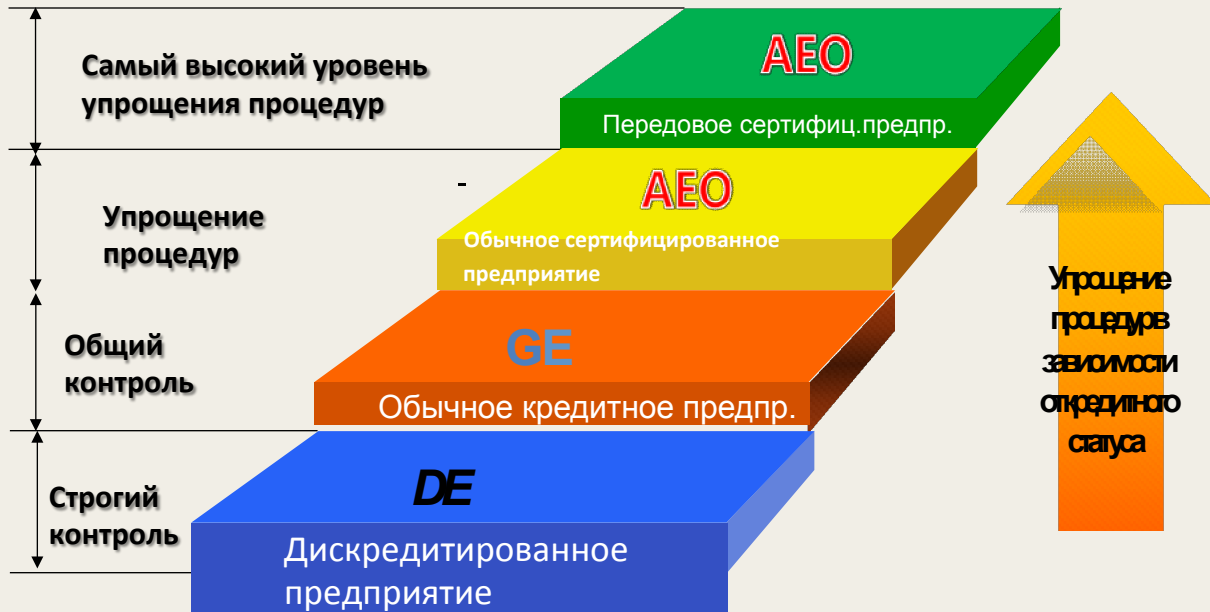 Самый высокий уровень
упрощения процедур
AEO
Передовое сертифиц.предпр.
-
Упрощение
процедур
AEO
Обычное сертифицированное
предприятие
Общий
контроль
GE
Обычное кредитное предпр.
Строгий
контроль
DE
Дискредитированное
предприятие
Упрощение
процедур в
зависимости
от кредитного
статуса